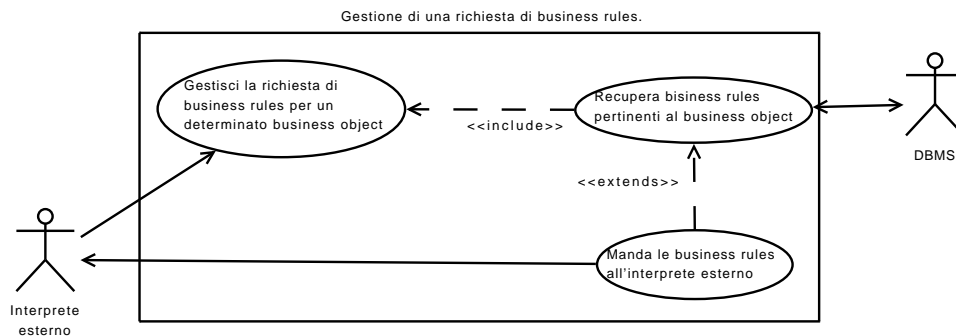 Gestione di una richiesta di business rules.
Gestisci la richiesta di
business rules per un
determinato business object
<<include>>
Recupera bisiness rules
pertinenti al business object
DBMS
<<extends>>
Manda le business rules
all'interprete esterno
Interprete
esterno